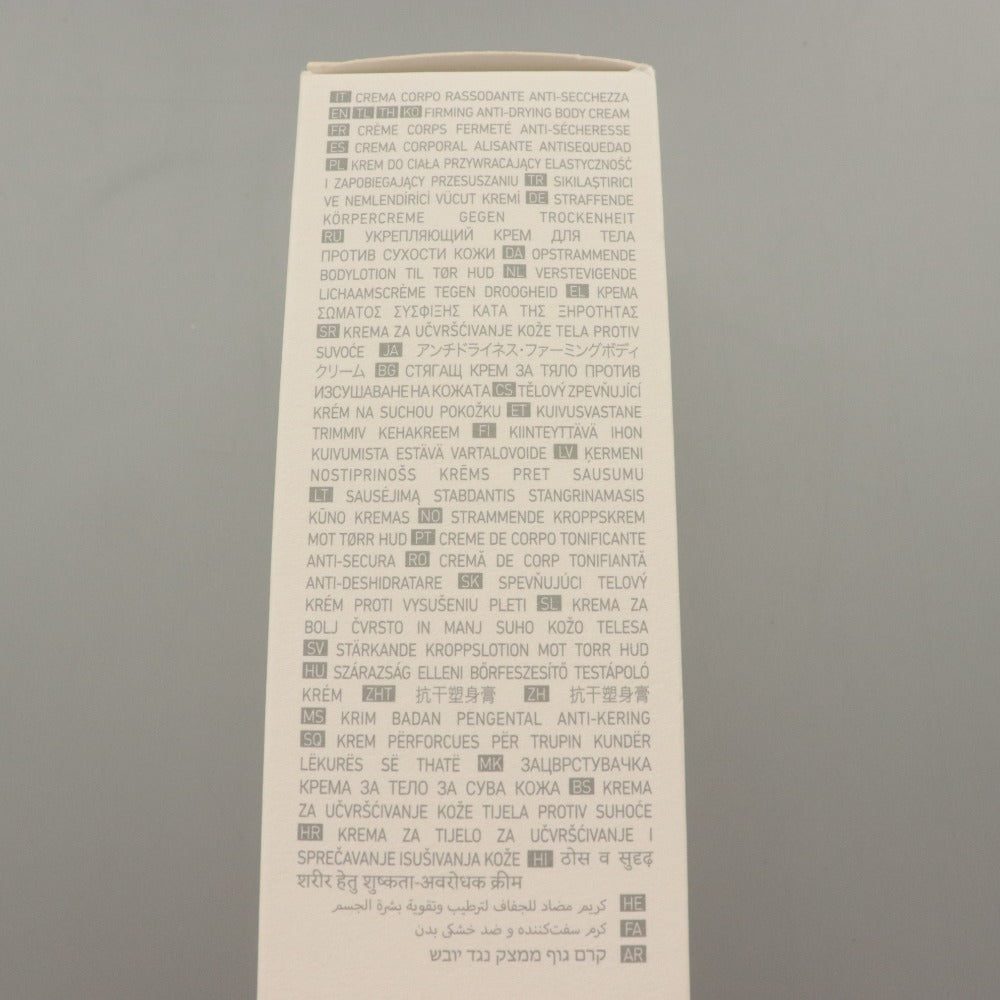 IT CREMA CORPO RASSODANTE ANTI-SECCHEZZA
EN TL TH KO FIRMING ANTI-DRYING BODY CREAM
FR CRÈME CORPS FERMETÉ ANTI-SÉCHERESSE
ES CREMA CORPORAL ALISANTE ANTISEQUEDAD
PL KREM DO CIAŁA PRZYWRACAJĄCY ELASTYCZNOŚĆ
I ZAPOBIEGAJĄCY PRZESUSZANIU TR SIKILAŞTIRICI
VE NEMLENDİRİCİ VÜCUT KREMİ DE STRAFFENDE
KÖRPERCREME GEGEN TROCKENHEIT
RU УКРЕПЛЯЮЩИЙ КРЕМ ДЛЯ ТЕЛА
ПРОТИВ СУХОСТИ КОЖИ DA OPSTRAMMENDE
BODYLOTION TIL TØR HUD NL VERSTEVIGENDE
LICHAAMSCRÈME TEGEN DROOGHEID EL ΚΡΕΜΑ
ΣΩΜΑΤΟΣ ΣΥΣΦΙΞΗΣ ΚΑΤΑ ΤΗΣ ΞΗΡΟΤΗΤΑΣ
SR KREMA ZA UČVRŠĆIVANJE KOŽE TELA PROTIV
SUVOĆE JA アンチドライネス・ファーミングボディ
クリーム BG СТЯГАЩ КРЕМ ЗА ТЯЛО ПРОТИВ
ИЗСУШАВАНЕ НА КОЖАТА CS TĚLOVÝ ZPEVŇUJÍCÍ
KRÉM NA SUCHOU POKOŽKU ET KUIVUSVASTANE
TRIMMIV KEHAKREEM FI KIINTEYTTÄVÄ IHON
KUIVUMISTA ESTÄVÄ VARTALOVOIDE LV ĶERMENI
NOSTIPRINOŠS KRĒMS PRET SAUSUMU
LT SAUSĖJIMĄ STABDANTIS STANGRINAMASIS
KŪNO KREMAS NO STRAMMENDE KROPPSKREM
MOT TØRR HUD PT CREME DE CORPO TONIFICANTE
ANTI-SECURA RO CREMĂ DE CORP TONIFIANTĂ
ANTI-DESHIDRATARE SK SPEVŇUJÚCI TELOVÝ
KRÉM PROTI VYSUŠENIU PLETI SL KREMA ZA
BOLJ ČVRSTO IN MANJ SUHO KOŽO TELESA
SV STÄRKANDE KROPPSLOTION MOT TORR HUD
HU SZÁRAZSÁG ELLENI BŐRFESZESÍTŐ TESTÁPOLÓ
KRÉM ZHT 抗干塑身膏 ZH 抗干塑身膏
MS KRIM BADAN PENGENTAL ANTI-KERING
SQ KREM PËRFORCUES PËR TRUPIN KUNDËR
LËKURËS SË THATË MK ЗАЦВРСТУВАЧКА
КРЕМА ЗА ТЕЛО ЗА СУВА КОЖА BS KREMA
ZA UČVRŠĆIVANJE KOŽE TIJELA PROTIV SUHOĆE
HR KREMA ZA TIJELO ZA UČVRŠĆIVANJE I
SPREČAVANJE ISUŠIVANJA KOŽE HI ठोस व सुदृढ़
शरीर हेतु शुष्कता-अवरोधक क्रीम
HE كريم مضاد للجفاف لترطيب وتقوية بشرة الجسم
FA کرم سفت‌کننده و ضد خشکی بدن
AR קרם גוף ממצק נגד יובש